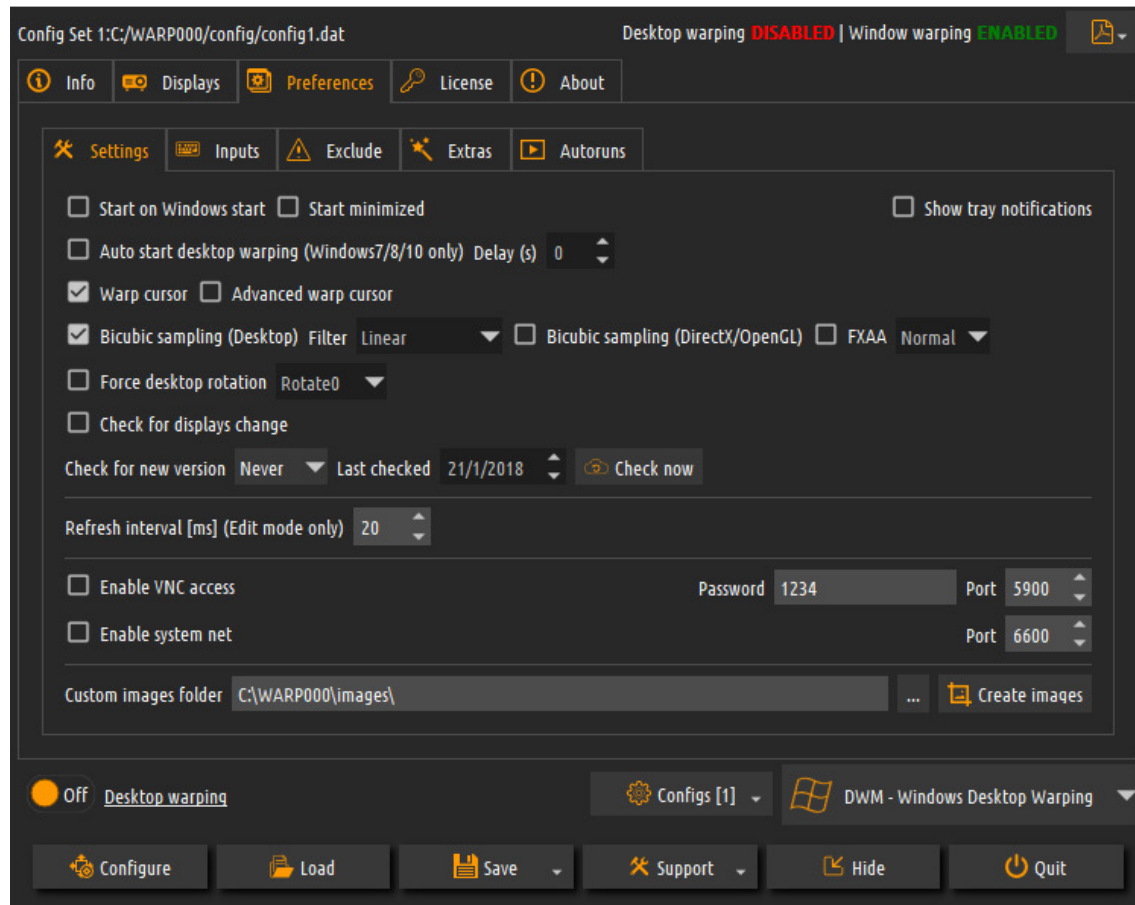 Config Set 1:C:/WARP000/config/config1.dat Desktop warping DISABLED | Window warping ENABLED
Info Displays Preferences License About
Settings Inputs Exclude Extras Autoruns
Start on Windows start Start minimized Show tray notifications
Auto start desktop warping (Windows7/8/10 only) Delay (s) 0
Warp cursor Advanced warp cursor
Bicubic sampling (Desktop) Filter Linear Bicubic sampling (DirectX/OpenGL) FXAA Normal
Force desktop rotation Rotate0
Check for displays change
Check for new version Never Last checked 21/1/2018 Check now
Refresh interval [ms] (Edit mode only) 20
Enable VNC access Password 1234 Port 5900
Enable system net Port 6600
Custom images folder C:\WARP000\images\ ... Create images
Off Desktop warping Configs [1] DWM - Windows Desktop Warping
Configure Load Save Support Hide Quit